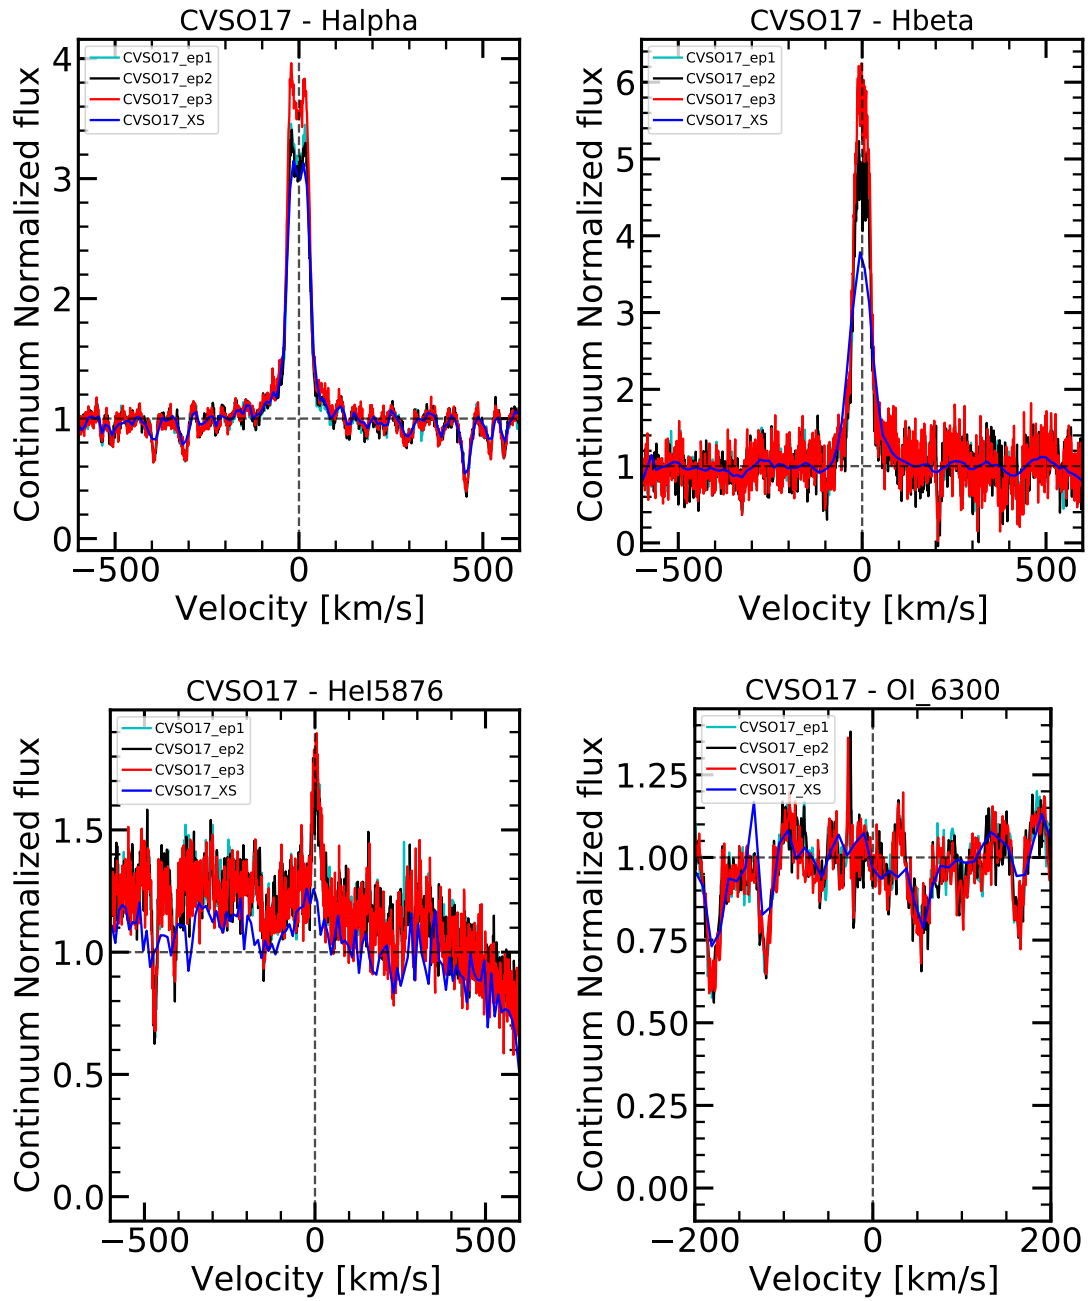 CVSO17 - Halpha
Continuum Normalized flux
4
3
2
1
0
CVSO17_ep1
CVSO17_ep2
CVSO17_ep3
CVSO17_XS
−500
0
500
Velocity [km/s]
CVSO17 - Hbeta
Continuum Normalized flux
6
5
4
3
2
1
0
CVSO17_ep1
CVSO17_ep2
CVSO17_ep3
CVSO17_XS
−500
0
500
Velocity [km/s]
CVSO17 - HeI5876
Continuum Normalized flux
1.5
1.0
0.5
0.0
CVSO17_ep1
CVSO17_ep2
CVSO17_ep3
CVSO17_XS
−500
0
500
Velocity [km/s]
CVSO17 - OI_6300
Continuum Normalized flux
1.25
1.00
0.75
0.50
0.25
0.00
CVSO17_ep1
CVSO17_ep2
CVSO17_ep3
CVSO17_XS
−200
0
200
Velocity [km/s]